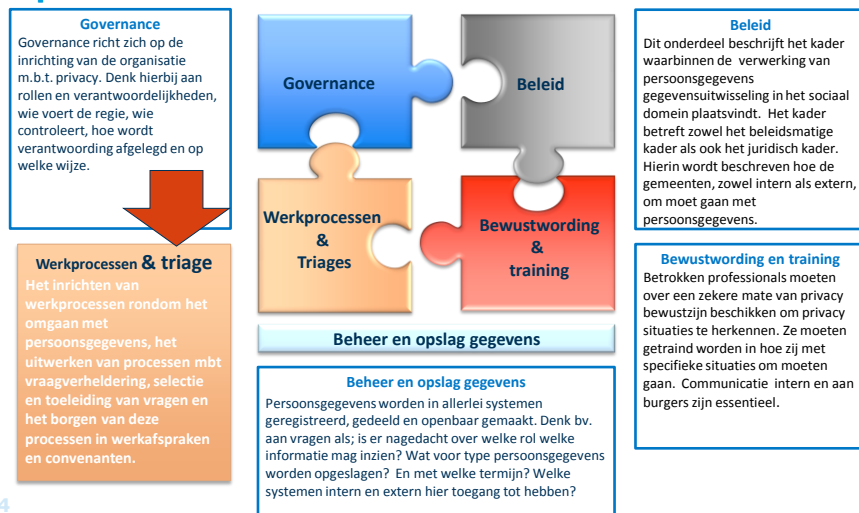 Governance
Governance richt zich op de
inrichting van de organisatie
m.b.t. privacy. Denk hierbij aan
rollen en verantwoordelijkheden,
wie voert de regie, wie
controleert, hoe wordt
verantwoording afgelegd en op
welke wijze.
Governance
Beleid
Werkprocessen
&
Triages
Bewustwording
&
training
Beheer en opslag gegevens
Beleid
Dit onderdeel beschrijft het kader
waarbinnen de verwerking van
persoonsgegevens
gegevensuitwisseling in het sociaal
domein plaatsvindt. Het kader
betreft zowel het beleidsmatige
kader als ook het juridisch kader.
Hierin wordt beschreven hoe de
gemeenten, zowel intern als extern,
om moet gaan met
persoonsgegevens.
Werkprocessen & triage
Het inrichten van
werkprocessen rondom het
omgaan met
persoonsgegevens, het
uitwerken van processen mbt
vraagverheldering, selectie
en toeleiding van vragen en
het borgen van deze
processen in werkafspraken
en convenanten.
Beheer en opslag gegevens
Persoonsgegevens worden in allerlei systemen
geregistreerd, gedeeld en openbaar gemaakt. Denk bv.
aan vragen als; is er nagedacht over welke rol welke
informatie mag inzien? Wat voor type persoonsgegevens
worden opgeslagen? En met welke termijn? Welke
systemen intern en extern hier toegang tot hebben?
Bewustwording en training
Betrokken professionals moeten
over een zekere mate van privacy
bewustzijn beschikken om privacy
situaties te herkennen. Ze moeten
getraind worden in hoe zij met
specifieke situaties om moeten
gaan. Communicatie intern en aan
burgers zijn essentieel.
4